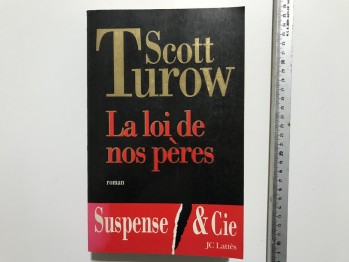 Scott
Turow
La loi de
nos pères
roman
Suspense & Cie
JC Lattès